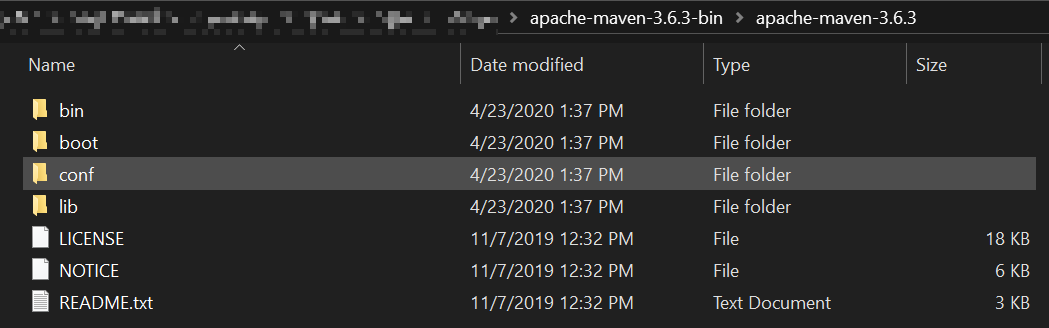 apache-maven-3.6.3-bin apache-maven-3.6.3
Name Date modified Type Size
bin 4/23/2020 1:37 PM File folder
boot 4/23/2020 1:37 PM File folder
conf 4/23/2020 1:37 PM File folder
lib 4/23/2020 1:37 PM File folder
LICENSE 11/7/2019 12:32 PM File 18 KB
NOTICE 11/7/2019 12:32 PM File 6 KB
README.txt 11/7/2019 12:32 PM Text Document 3 KB